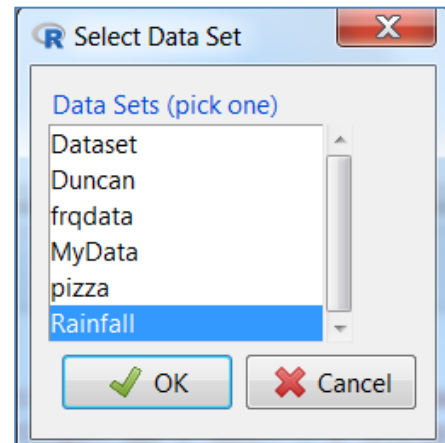 Select Data Set
Data Sets (pick one)
Dataset
Duncan
frqdata
MyData
pizza
Rainfall
OK Cancel